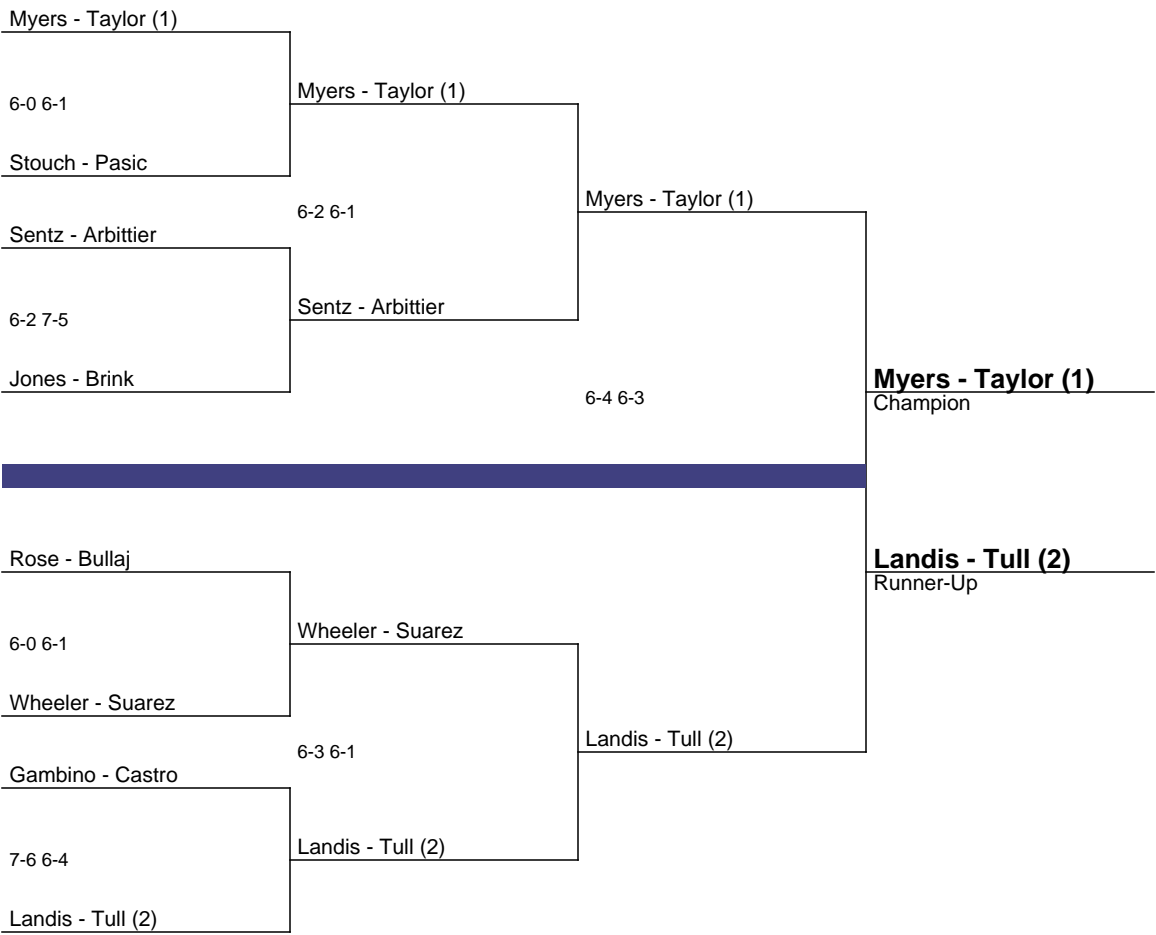 Myers - Taylor (1)
6-0 6-1
Myers - Taylor (1)
Stouch - Pasic
6-2 6-1
Myers - Taylor (1)
Sentz - Arbittier
6-2 7-5
Sentz - Arbittier
Jones - Brink
6-4 6-3
Myers - Taylor (1)
Champion
Rose - Bullaj
Landis - Tull (2)
Runner-Up
6-0 6-1
Wheeler - Suarez
Wheeler - Suarez
6-3 6-1
Landis - Tull (2)
Gambino - Castro
7-6 6-4
Landis - Tull (2)
Landis - Tull (2)